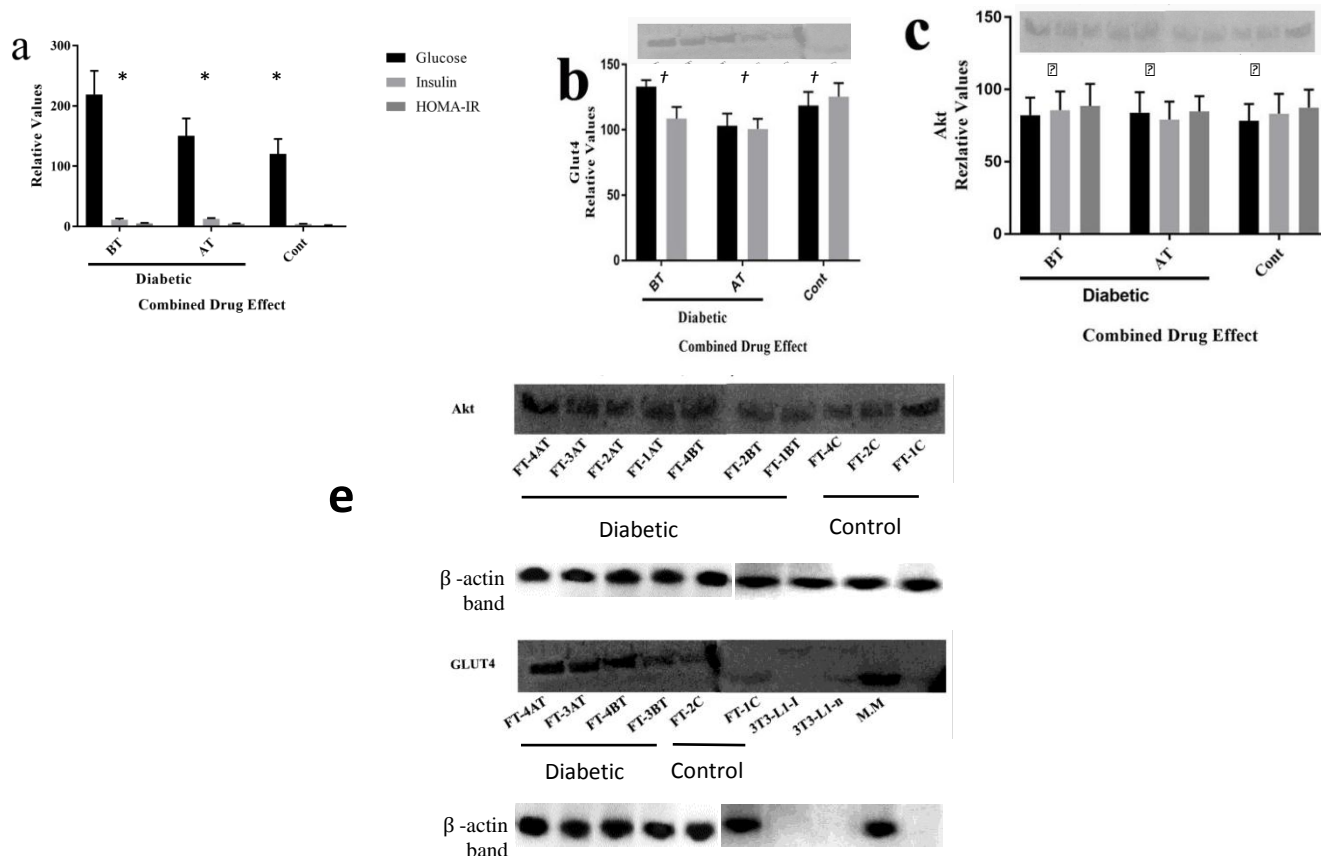 a
300
200
100
0
Relative Values
*
*
*
BT
AT
Cont
Diabetic
Combined Drug Effect
Glucose
Insulin
HOMA-IR
b
150
100
50
0
Glut4
Relative Values
†
†
†
BT
AT
Cont
Diabetic
Combined Drug Effect
c
150
100
50
0
Akt
Rezlative Values
?
?
?
BT
AT
Cont
Diabetic
Combined Drug Effect
e
Akt
FT-4AT
FT-3AT
FT-2AT
FT-1AT
FT-4BT
FT-2BT
FT-1BT
FT-4C
FT-2C
FT-1C
Diabetic
Control
β -actin
band
GLUT4
FT-4AT
FT-3AT
FT-4BT
FT-3BT
FT-2C
FT-1C
3T3-L1-I
3T3-L1-n
M.M
Diabetic
Control
β -actin
band